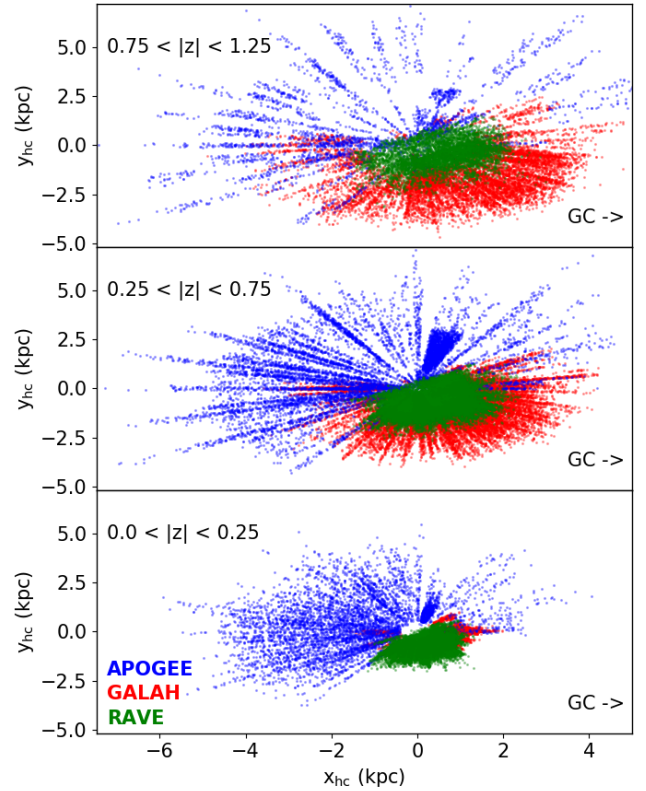 0.75 < |z| < 1.25
y_hc (kpc)
5.0
2.5
0.0
−2.5
−5.0
GC ->
0.25 < |z| < 0.75
y_hc (kpc)
5.0
2.5
0.0
−2.5
−5.0
GC ->
0.0 < |z| < 0.25
y_hc (kpc)
5.0
2.5
0.0
−2.5
−5.0
APOGEE
GALAH
RAVE
GC ->
−6 −4 −2 0 2 4
x_hc (kpc)